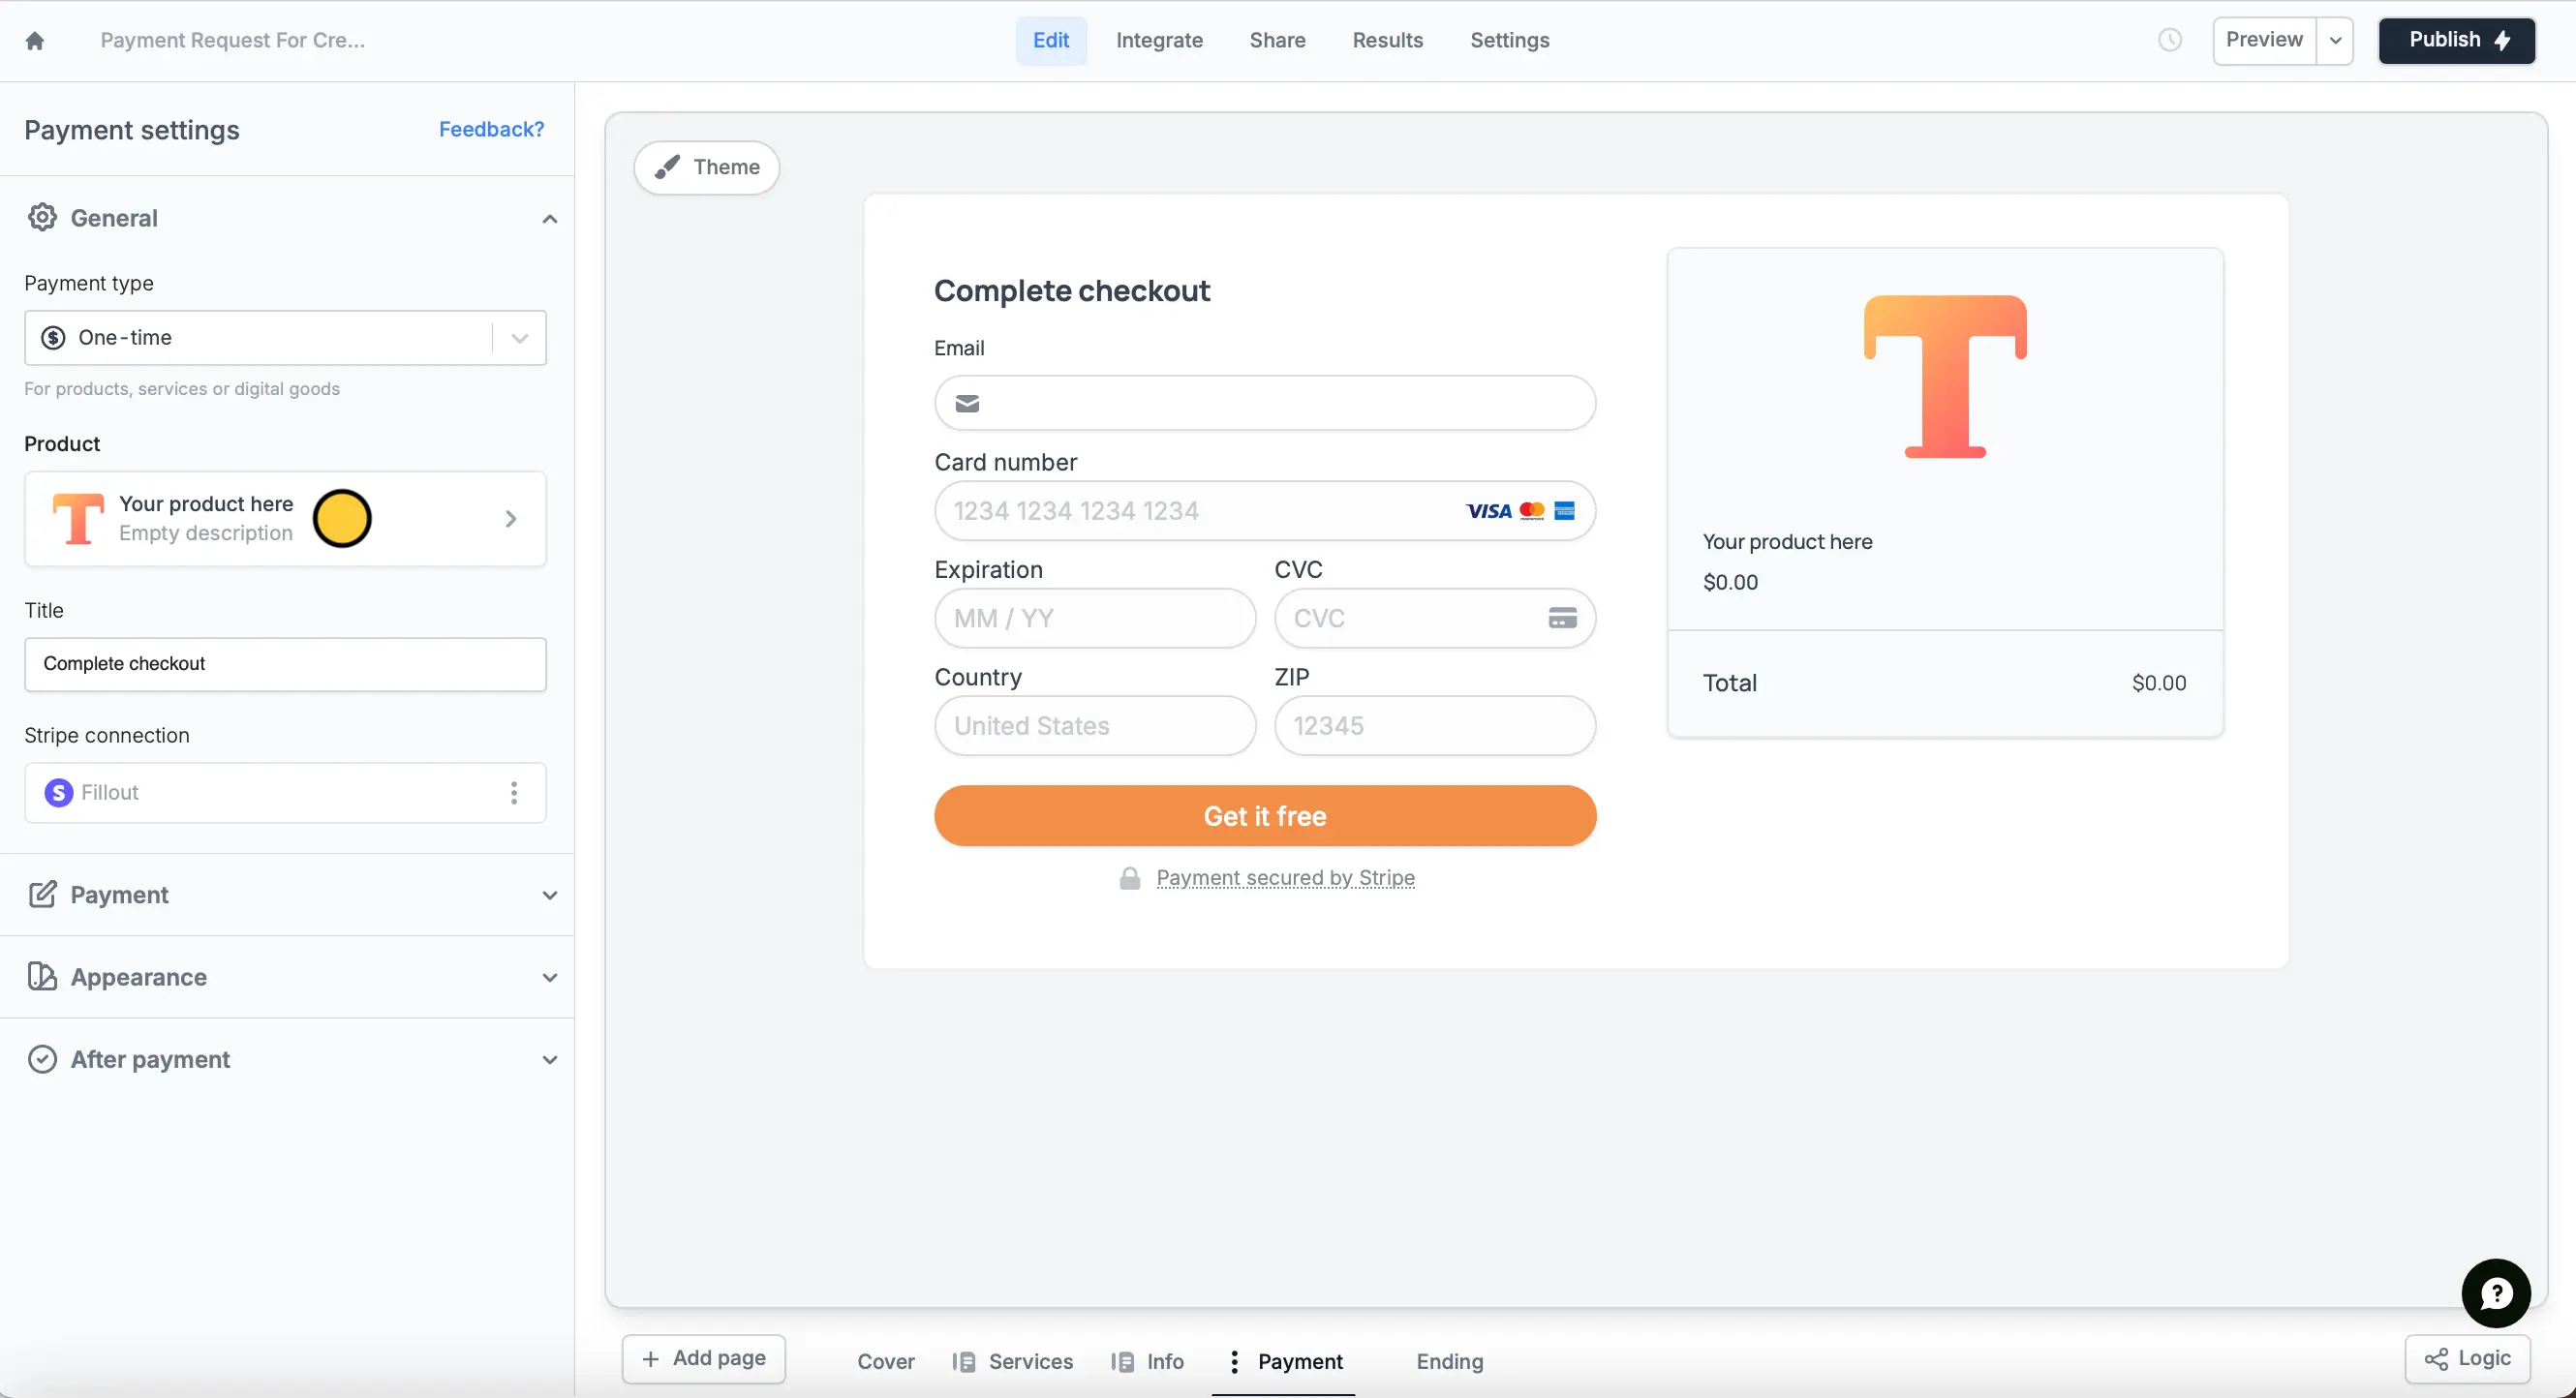 Payment Request For Cre...
Edit
Integrate
Share
Results
Settings
Preview
Publish
Payment settings
Feedback?
General
Payment type
One-time
For products, services or digital goods
Product
Your product here
Empty description
Title
Complete checkout
Stripe connection
S Fillout
Payment
Appearance
After payment
Theme
Complete checkout
Email
Card number
1234 1234 1234 1234
VISA
Expiration
CVC
MM / YY
CVC
Country
ZIP
United States
12345
Get it free
Payment secured by Stripe
T
Your product here
$0.00
Total
$0.00
Add page
Cover
Services
Info
Payment
Ending
Logic